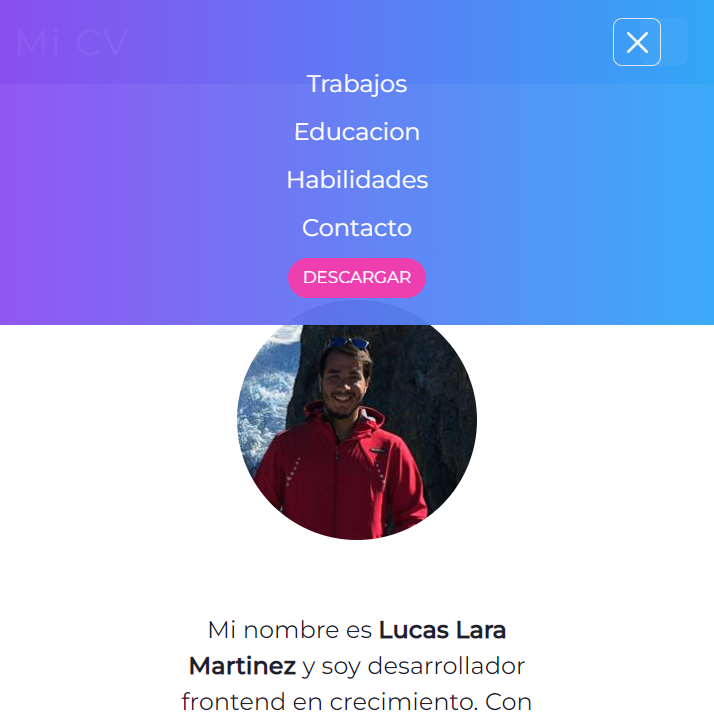 Mi CV
Trabajos
Educacion
Habilidades
Contacto
DESCARGAR
Mi nombre es Lucas Lara
Martinez y soy desarrollador
frontend en crecimiento. Con